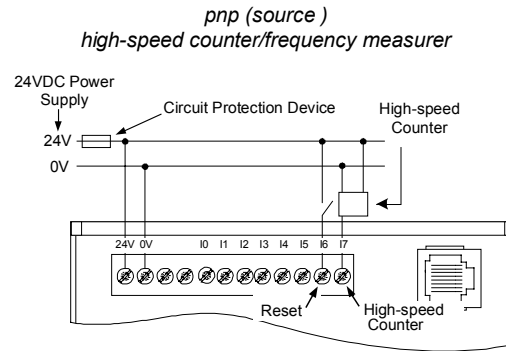 pnp (source )
high-speed counter/frequency measurer
24VDC Power
Supply
Circuit Protection Device
High-speed
Counter
24V
0V
24V 0V I0 I1 I2 I3 I4 I5 I6 I7
Reset
High-speed
Counter